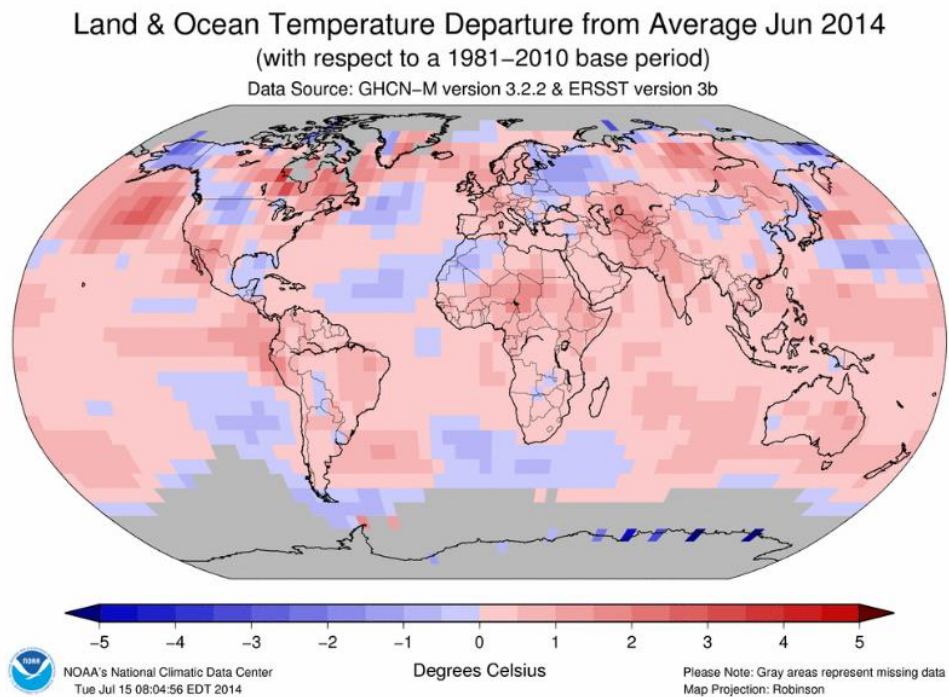 Land & Ocean Temperature Departure from Average Jun 2014
(with respect to a 1981–2010 base period)
Data Source: GHCN–M version 3.2.2 & ERSST version 3b
−5 −4 −3 −2 −1 0 1 2 3 4 5
Degrees Celsius
noaa
NOAA's National Climatic Data Center
Tue Jul 15 08:04:56 EDT 2014
Please Note: Gray areas represent missing data
Map Projection: Robinson